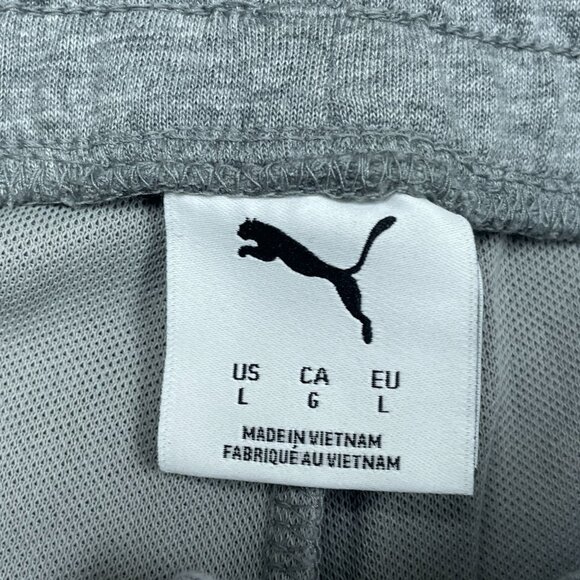 US CA EU
L G L
MADE IN VIETNAM
FABRIQUÉ AU VIETNAM